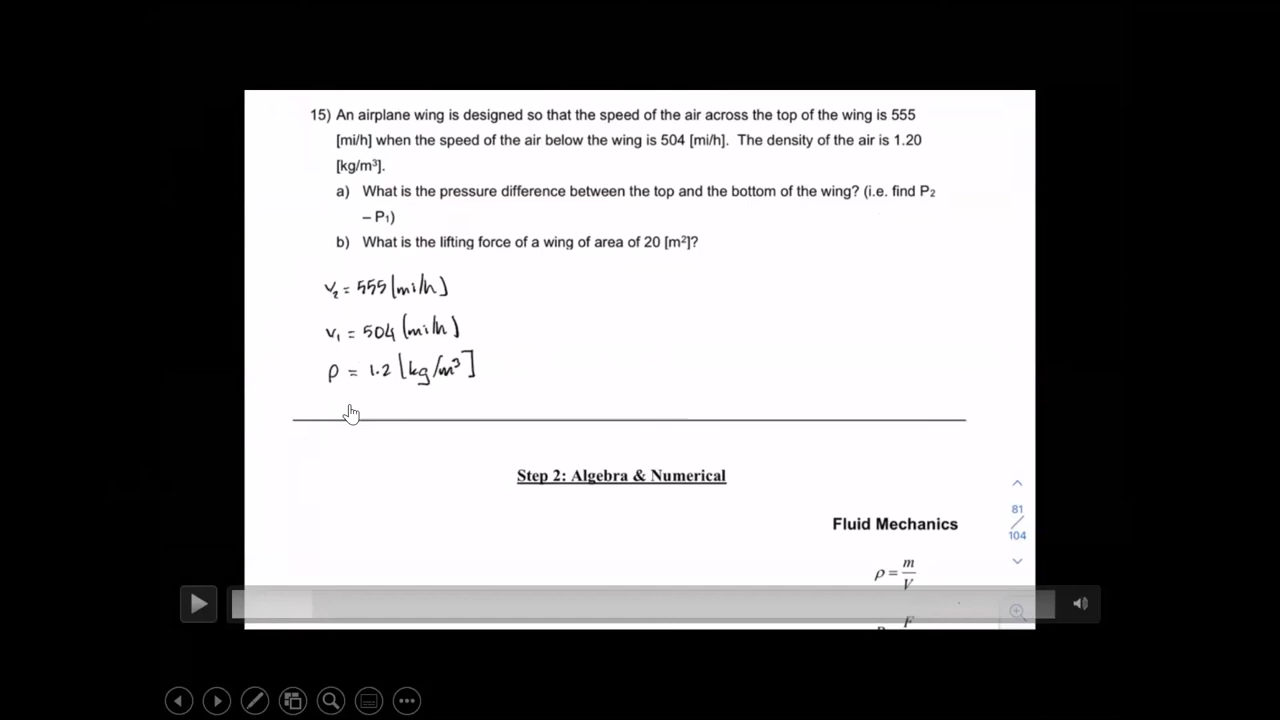 15) An airplane wing is designed so that the speed of the air across the top of the wing is 555
[mi/h] when the speed of the air below the wing is 504 [mi/h]. The density of the air is 1.20
[kg/m³].
a) What is the pressure difference between the top and the bottom of the wing? (i.e. find P₂
– P₁)
b) What is the lifting force of a wing of area of 20 [m²]?
v₂ = 555 [mi/h]
v₁ = 504 [mi/h]
ρ = 1.2 [kg/m³]
Step 2: Algebra & Numerical
81
/
104
Fluid Mechanics
ρ = m/V
F